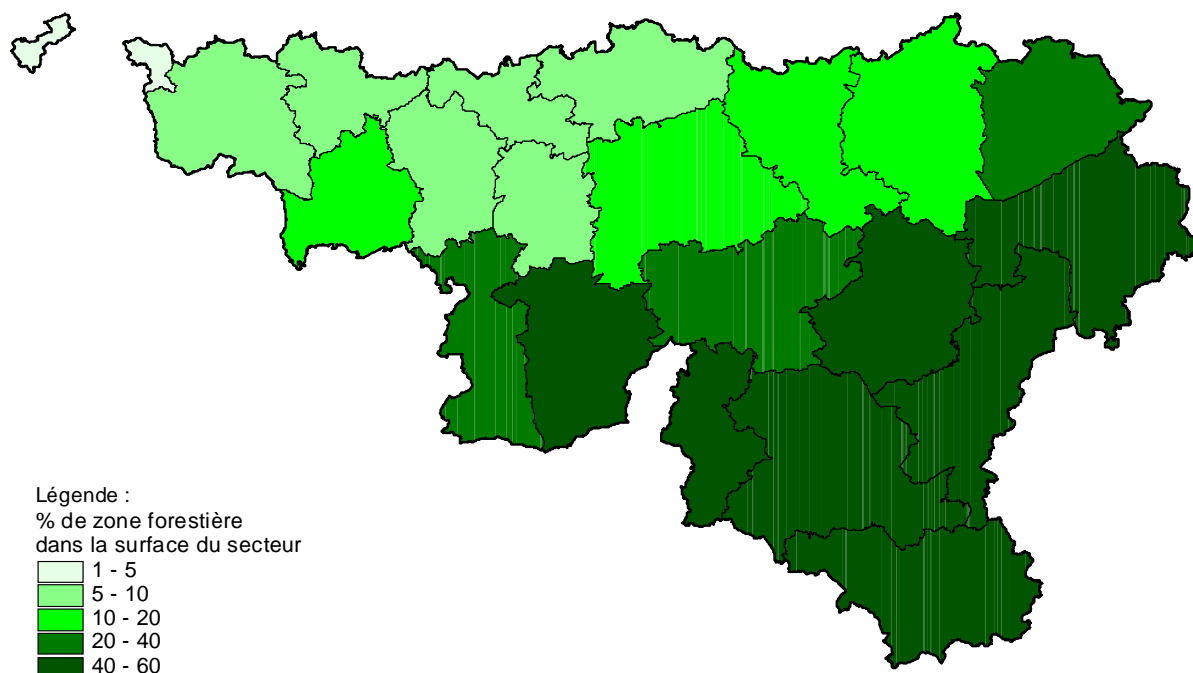 Légende :
% de zone forestière
dans la surface du secteur
1 - 5
5 - 10
10 - 20
20 - 40
40 - 60